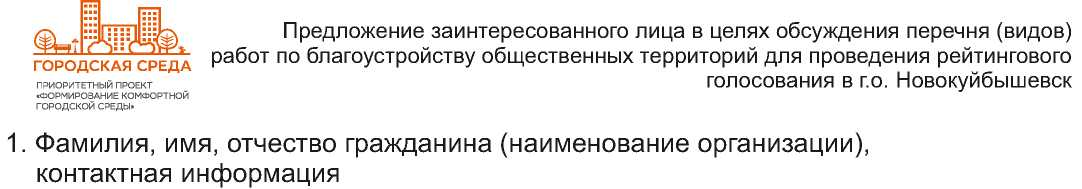 ГОРОДСКАЯ СРЕДА
ПРИОРИТЕТНЫЙ ПРОЕКТ
«ФОРМИРОВАНИЕ КОМФОРТНОЙ
ГОРОДСКОЙ СРЕДЫ»
Предложение заинтересованного лица в целях обсуждения перечня (видов)
работ по благоустройству общественных территорий для проведения рейтингового
голосования в г.о. Новокуйбышевск
1. Фамилия, имя, отчество гражданина (наименование организации),
контактная информация